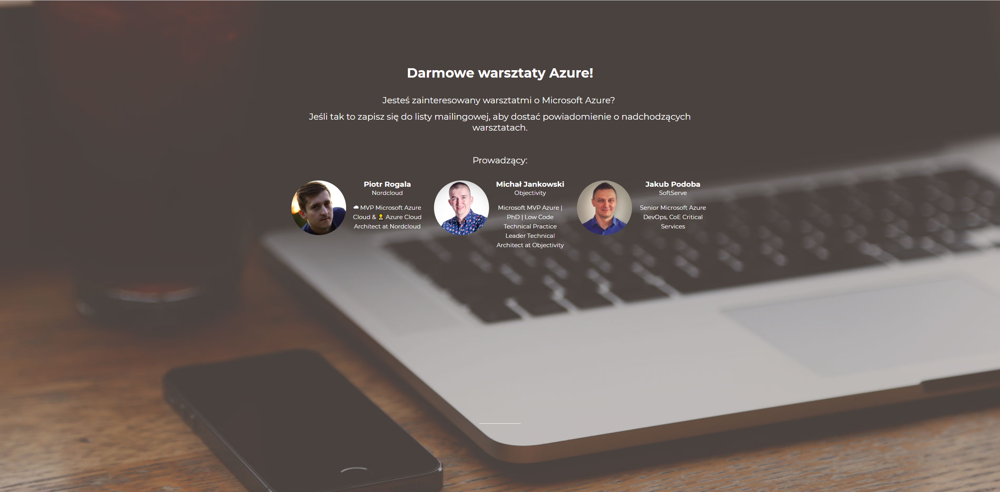 Darmowe warsztaty Azure!
Jesteś zainteresowany warsztatmi o Microsoft Azure?
Jeśli tak to zapisz się do listy mailingowej, aby dostać powiadomienie o nadchodzących
warsztatach.
Prowadzący:
Piotr Rogala
Nordcloud
☁ MVP Microsoft Azure
Cloud & 👷 Azure Cloud
Architect at Nordcloud
Michał Jankowski
Objectivity
Microsoft MVP Azure |
PhD | Low Code
Technical Practice
Leader Technical
Architect at Objectivity
Jakub Podoba
SoftServe
Senior Microsoft Azure
DevOps, CoE Critical
Services